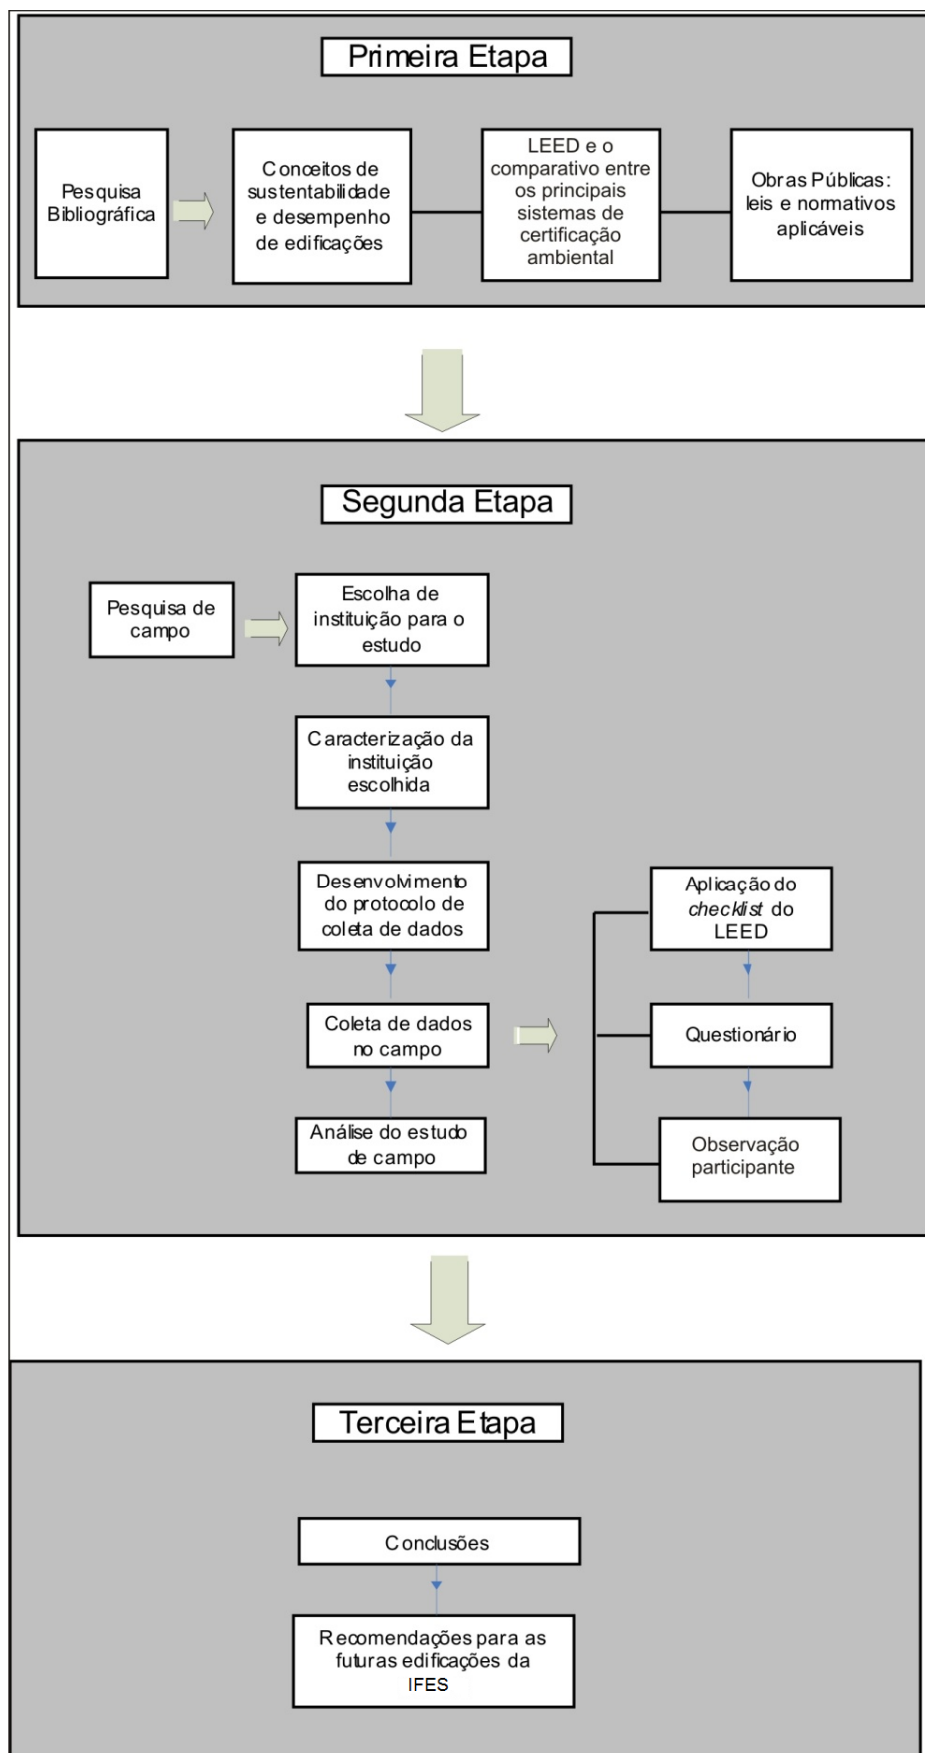 Primeira Etapa
Pesquisa
Bibliográfica
Conceitos de
sustentabilidade
e desempenho
de edificações
LEED e o
comparativo entre
os principais
sistemas de
certificação
ambiental
Obras Públicas:
leis e normativos
aplicáveis
Segunda Etapa
Pesquisa de
campo
Escolha de
instituição para o
estudo
Caracterização da
instituição
escolhida
Desenvolvimento
do protocolo de
coleta de dados
Coleta de dados
no campo
Análise do estudo
de campo
Aplicação do
checklist do
LEED
Questionário
Observação
participante
Terceira Etapa
Conclusões
Recomendações para as
futuras edificações da
IFES